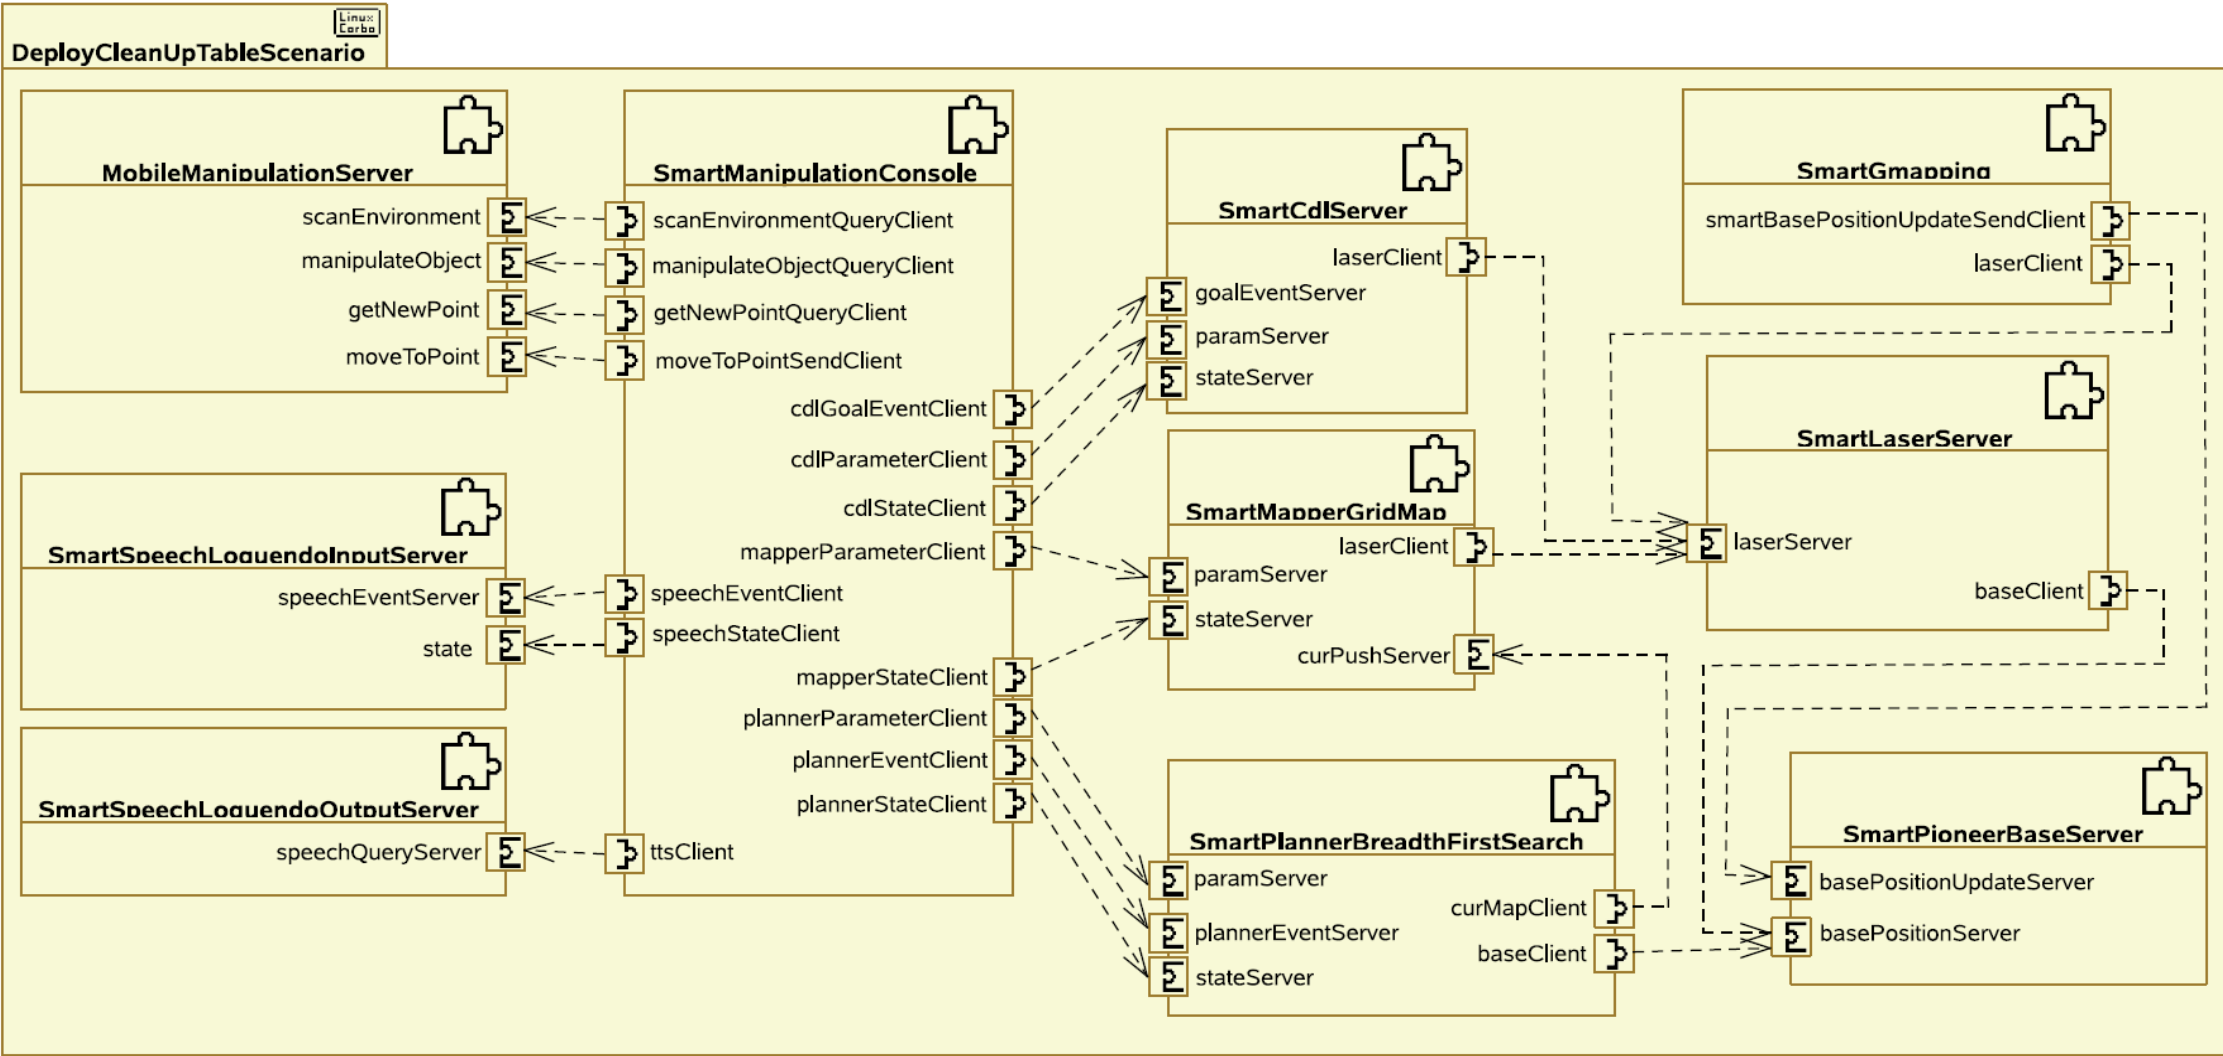 Linux
Corba
DeployCleanUpTableScenario
MobileManipulationServer
scanEnvironment
manipulateObject
getNewPoint
moveToPoint
SmartSpeechLoquendoInputServer
speechEventServer
state
SmartSpeechLoquendoOutputServer
speechQueryServer
SmartManipulationConsole
scanEnvironmentQueryClient
manipulateObjectQueryClient
getNewPointQueryClient
moveToPointSendClient
cdlGoalEventClient
cdlParameterClient
cdlStateClient
mapperParameterClient
speechEventClient
speechStateClient
mapperStateClient
plannerParameterClient
plannerEventClient
plannerStateClient
ttsClient
SmartCdlServer
laserClient
goalEventServer
paramServer
stateServer
SmartMapperGridMap
laserClient
paramServer
stateServer
curPushServer
SmartPlannerBreadthFirstSearch
paramServer
curMapClient
plannerEventServer
baseClient
stateServer
SmartGmapping
smartBasePositionUpdateSendClient
laserClient
SmartLaserServer
laserServer
baseClient
SmartPioneerBaseServer
basePositionUpdateServer
basePositionServer